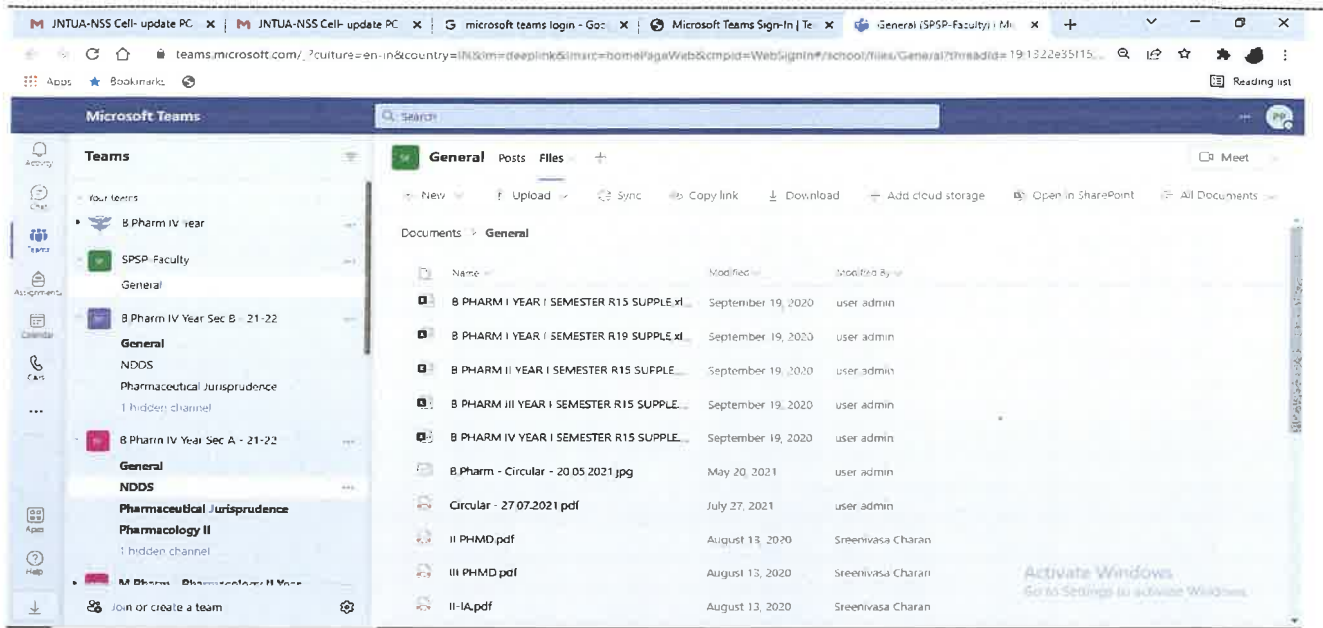 JNTUA-NSS Cell- update PC
JNTUA-NSS Cell- update PC
microsoft teams login - Goo
Microsoft Teams Sign-In | Te
General (SPSP-Faculty) | Mi
Apps Bookmarks
Reading list
Microsoft Teams
Search
PP
Activity
Chat
Teams
Assignments
Calendar
Calls
Apps
Help
Teams
Your teams
B Pharm IV Year
SPSP-Faculty
General
B.Pharm IV Year Sec B - 21-22
General
NDDS
Pharmaceutical Jurisprudence
1 hidden channel
B.Pharm IV Year Sec A - 21-22
General
NDDS
Pharmaceutical Jurisprudence
Pharmacology II
1 hidden channel
M Pharm - Pharmacology II Year
Join or create a team
General Posts Files
Meet
New Upload Sync Copy link Download Add cloud storage Open in SharePoint All Documents
Documents > General
Name Modified Modified By
B PHARM I YEAR I SEMESTER R15 SUPPLE.xl... September 19, 2020 user admin
B PHARM I YEAR I SEMESTER R19 SUPPLE.xl... September 19, 2020 user admin
B PHARM II YEAR I SEMESTER R15 SUPPLE.... September 19, 2020 user admin
B PHARM III YEAR I SEMESTER R15 SUPPLE.... September 19, 2020 user admin
B PHARM IV YEAR I SEMESTER R15 SUPPLE.... September 19, 2020 user admin
B.Pharm - Circular - 20.05.2021.jpg May 20, 2021 user admin
Circular - 27.07.2021.pdf July 27, 2021 user admin
II PHMD.pdf August 13, 2020 Sreenivasa Charan
III PHMD.pdf August 13, 2020 Sreenivasa Charan
II-IA.pdf August 13, 2020 Sreenivasa Charan
Activate Windows
Go to Settings to activate Windows.